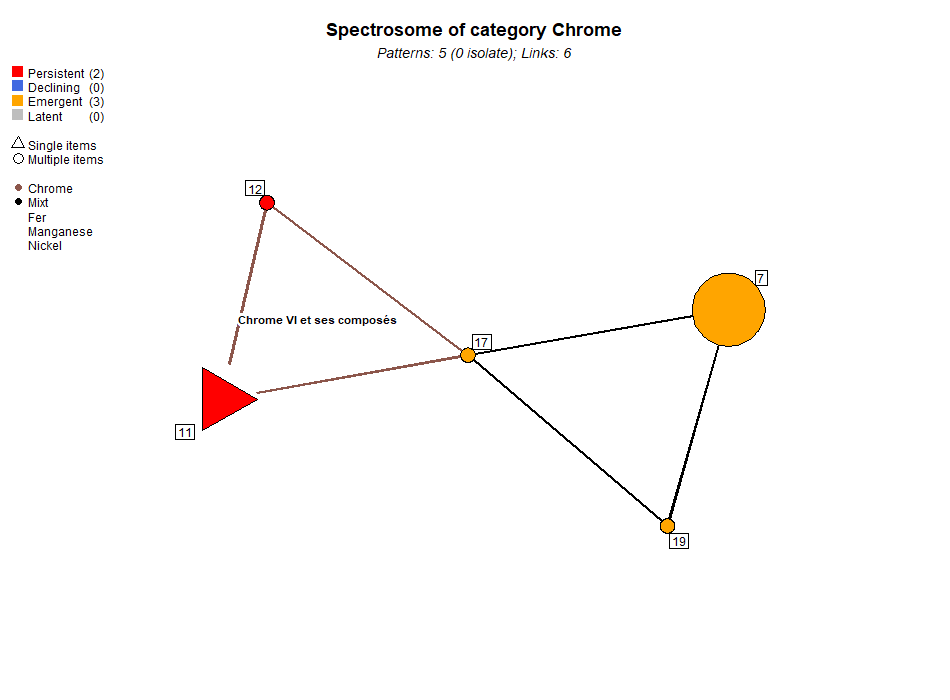 Spectrosome of category Chrome
Patterns: 5 (0 isolate); Links: 6
Persistent (2)
Declining (0)
Emergent (3)
Latent (0)
Single items
Multiple items
Chrome
Mixt
Fer
Manganese
Nickel
12
7
Chrome VI et ses composés
17
11
19